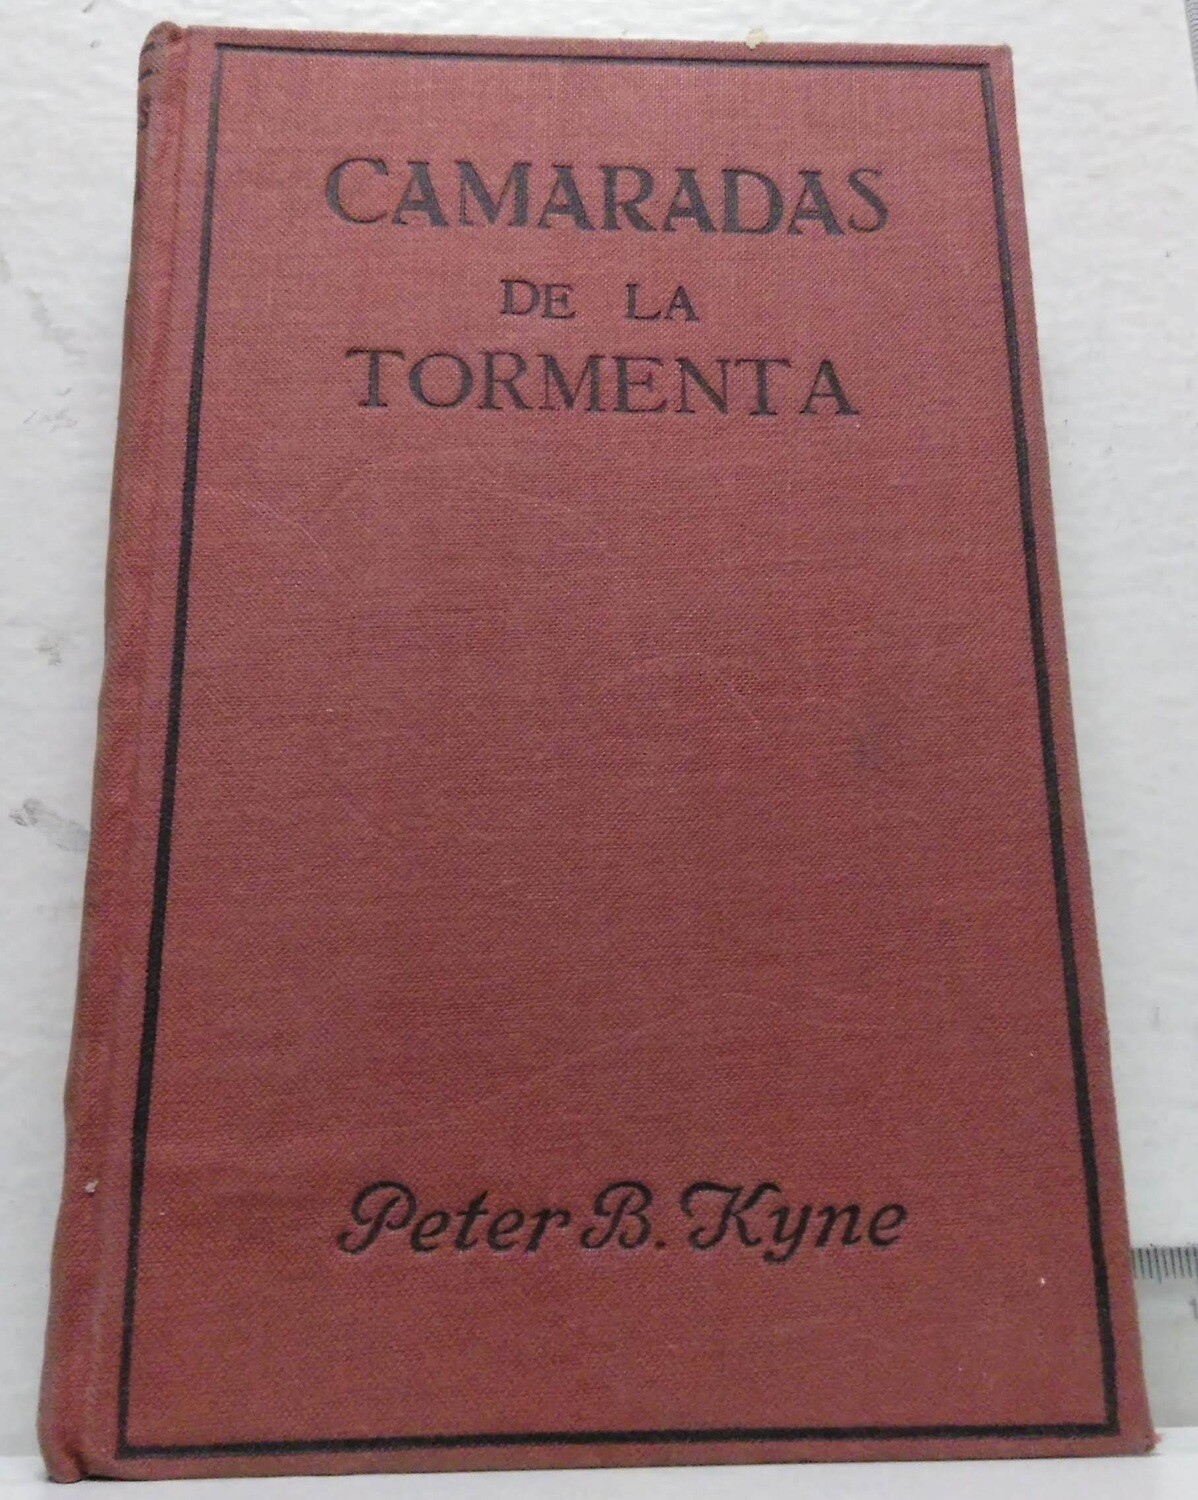 CAMARADAS
DE LA
TORMENTA
Peter B. Kyne